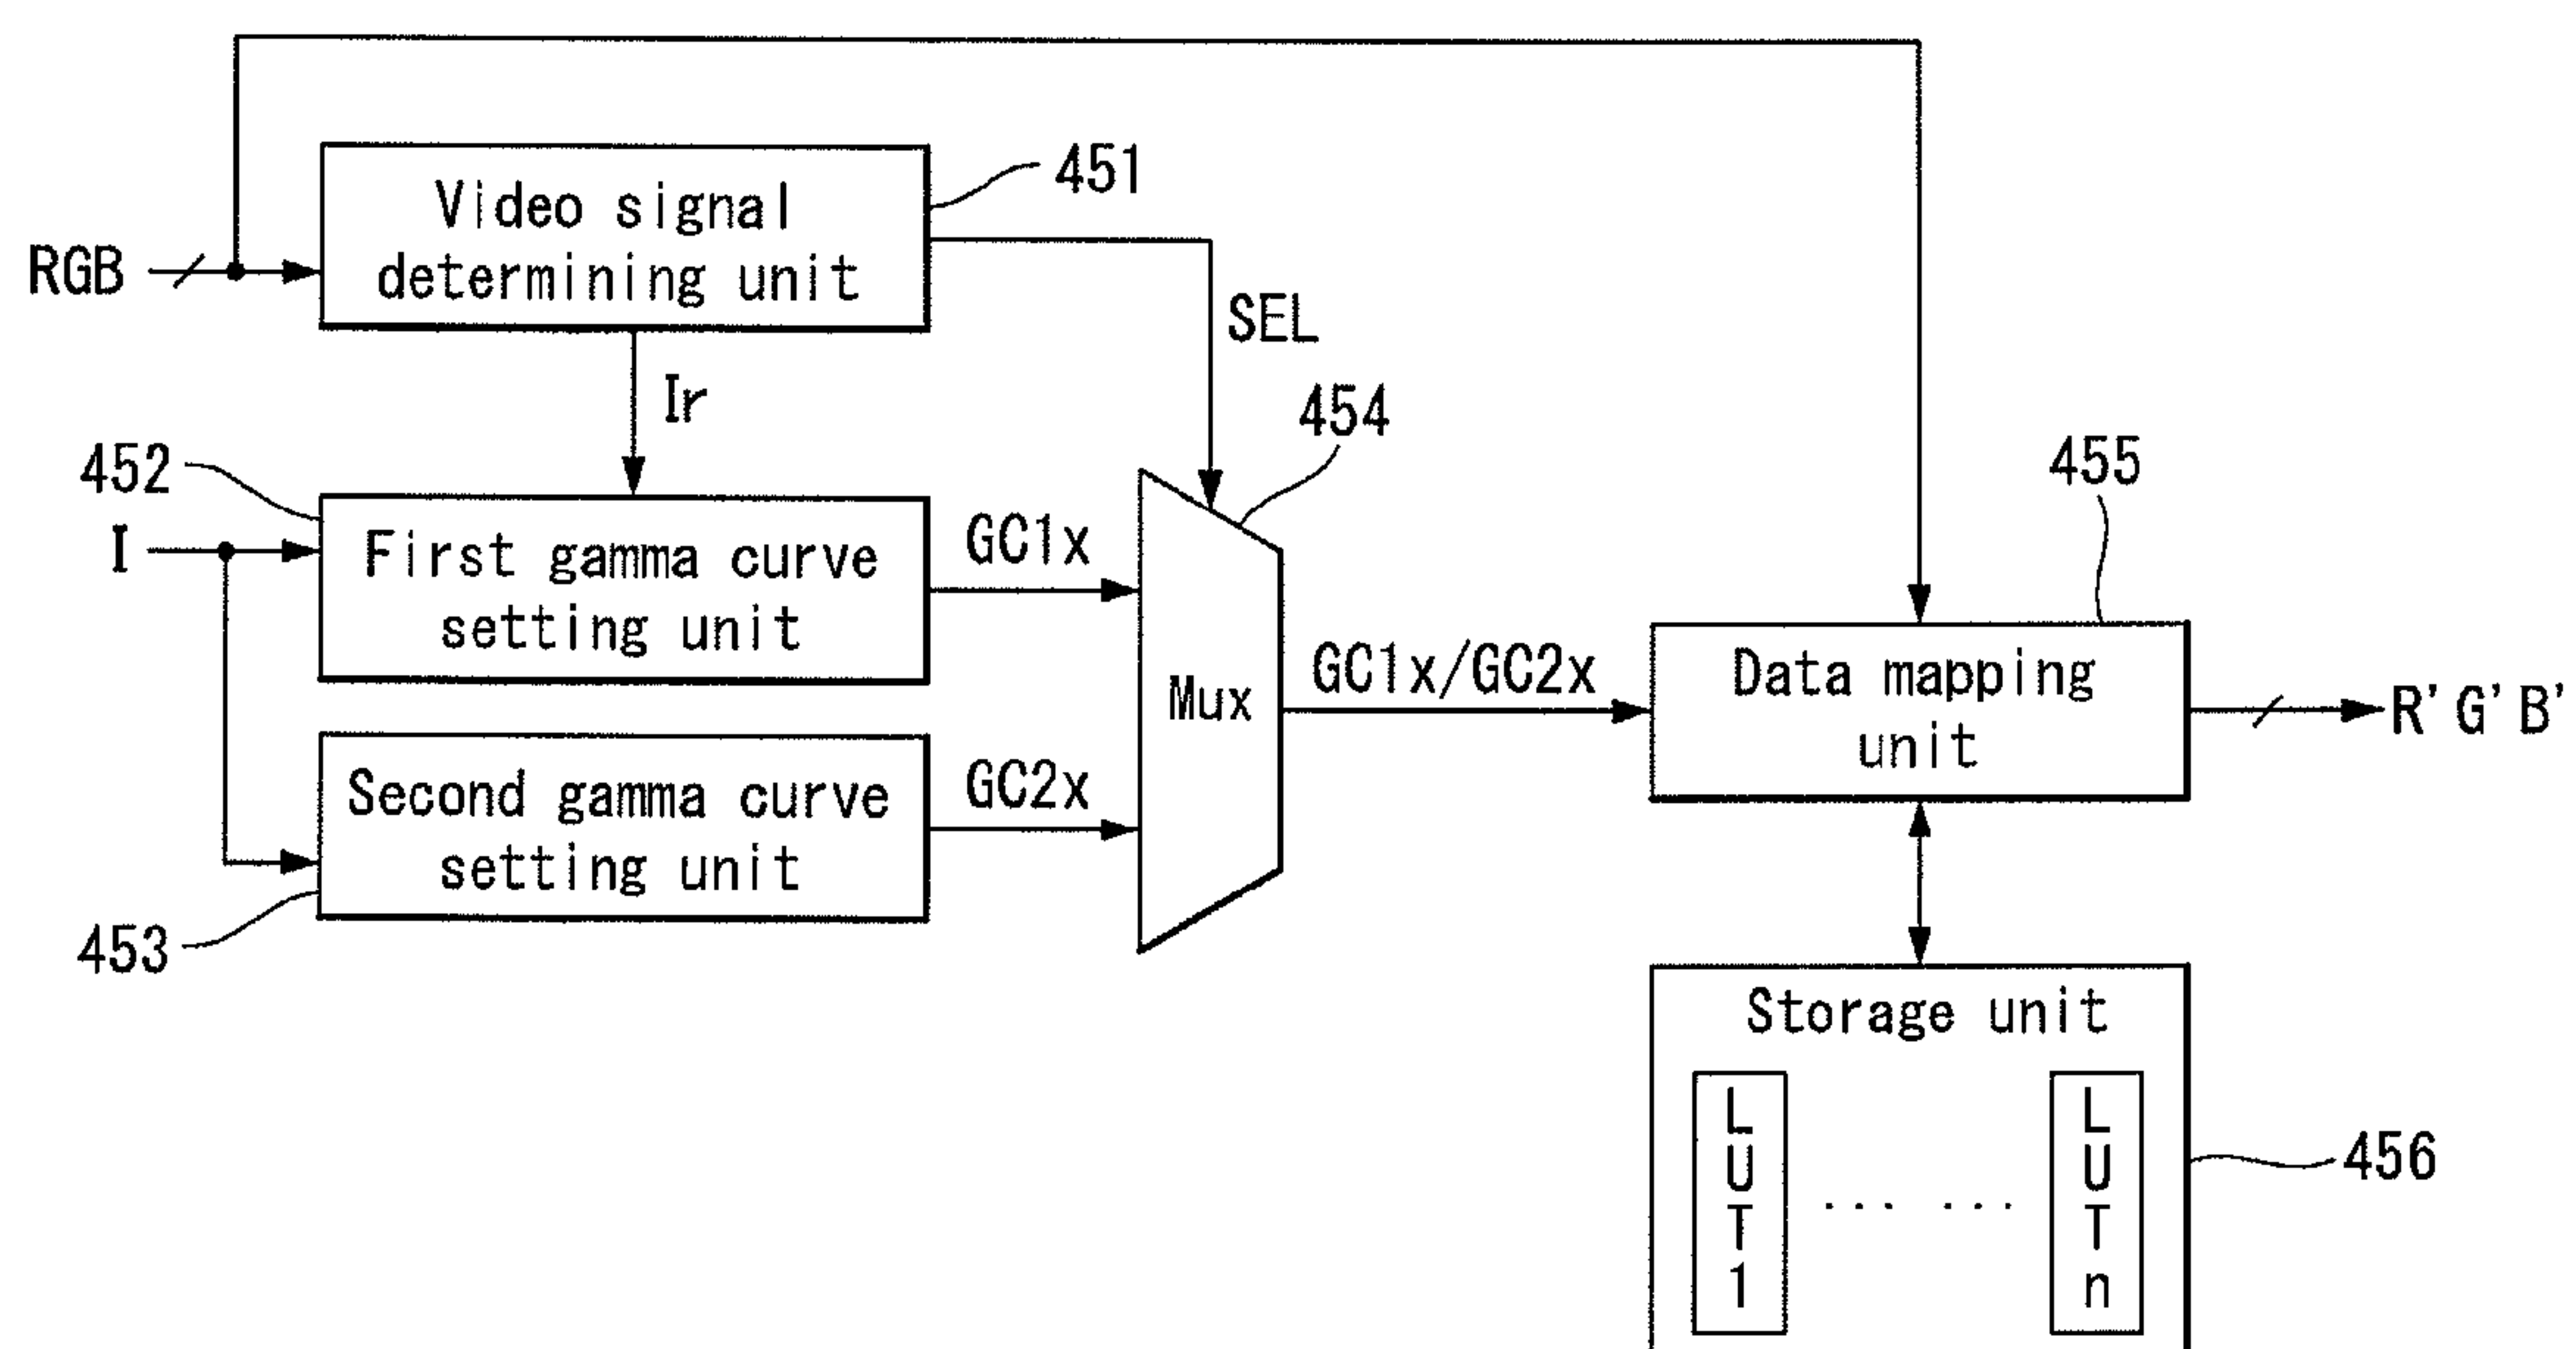 Video signal
determining unit
451
RGB
SEL
Ir
454
452
455
I
First gamma curve
setting unit
GC1x
Mux
GC1x/GC2x
Data mapping
unit
R'G'B'
Second gamma curve
setting unit
GC2x
453
Storage unit
LUT1
... ...
LUTn
456